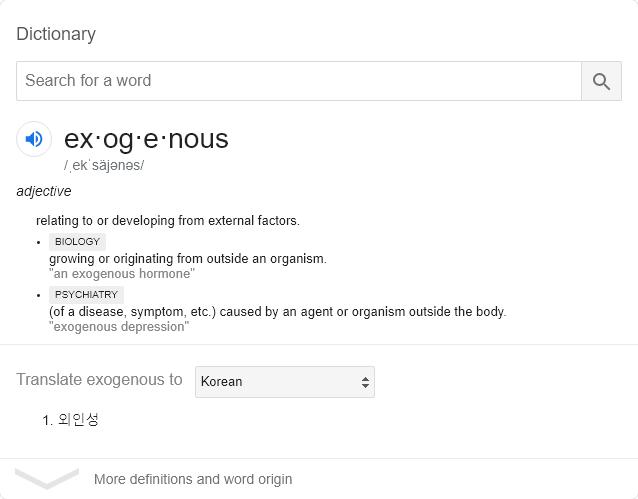 Dictionary
Search for a word
ex·og·e·nous
/ˌekˈsäjənəs/
adjective
relating to or developing from external factors.
• BIOLOGY
growing or originating from outside an organism.
"an exogenous hormone"
• PSYCHIATRY
(of a disease, symptom, etc.) caused by an agent or organism outside the body.
"exogenous depression"
Translate exogenous to Korean
1. 외인성
More definitions and word origin